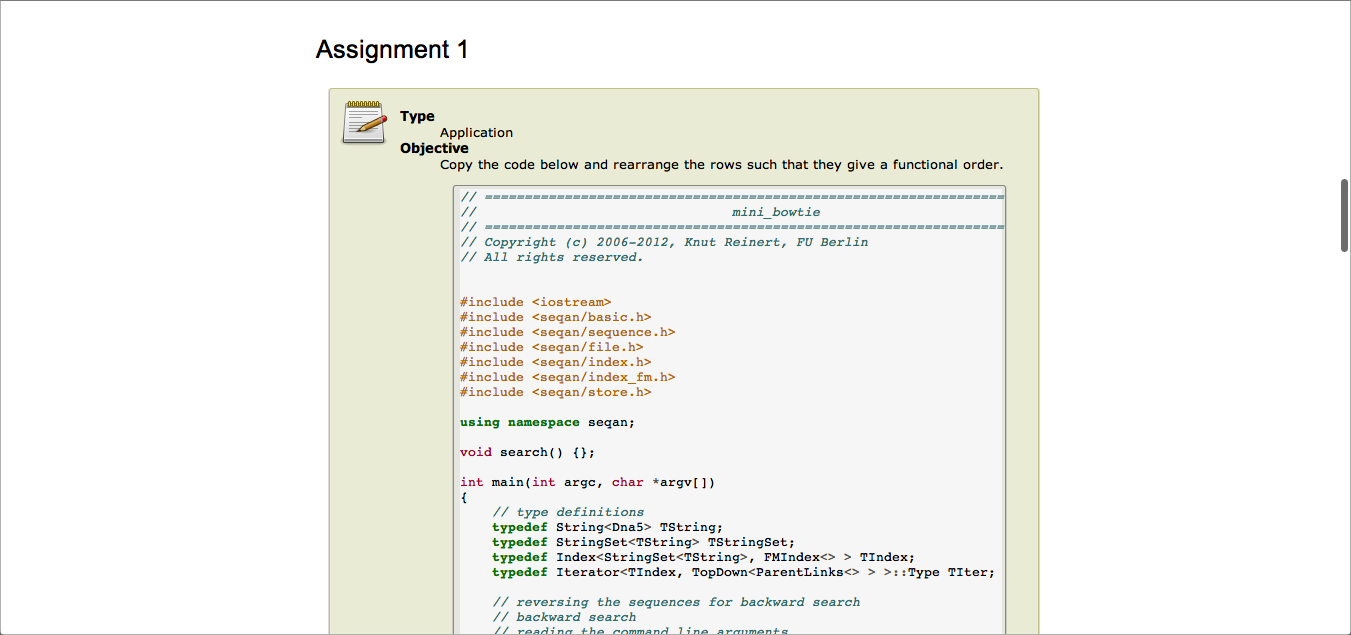 Assignment 1
Type
Application
Objective
Copy the code below and rearrange the rows such that they give a functional order.
// =================================================================
// mini_bowtie
// =================================================================
// Copyright (c) 2006-2012, Knut Reinert, FU Berlin
// All rights reserved.
#include <iostream>
#include <seqan/basic.h>
#include <seqan/sequence.h>
#include <seqan/file.h>
#include <seqan/index.h>
#include <seqan/index_fm.h>
#include <seqan/store.h>
using namespace seqan;
void search() {};
int main(int argc, char *argv[])
{
// type definitions
typedef String<Dna5> TString;
typedef StringSet<TString> TStringSet;
typedef Index<StringSet<TString>, FMIndex<> > TIndex;
typedef Iterator<TIndex, TopDown<ParentLinks<> > >::Type TIter;
// reversing the sequences for backward search
// backward search
// reading the command line arguments